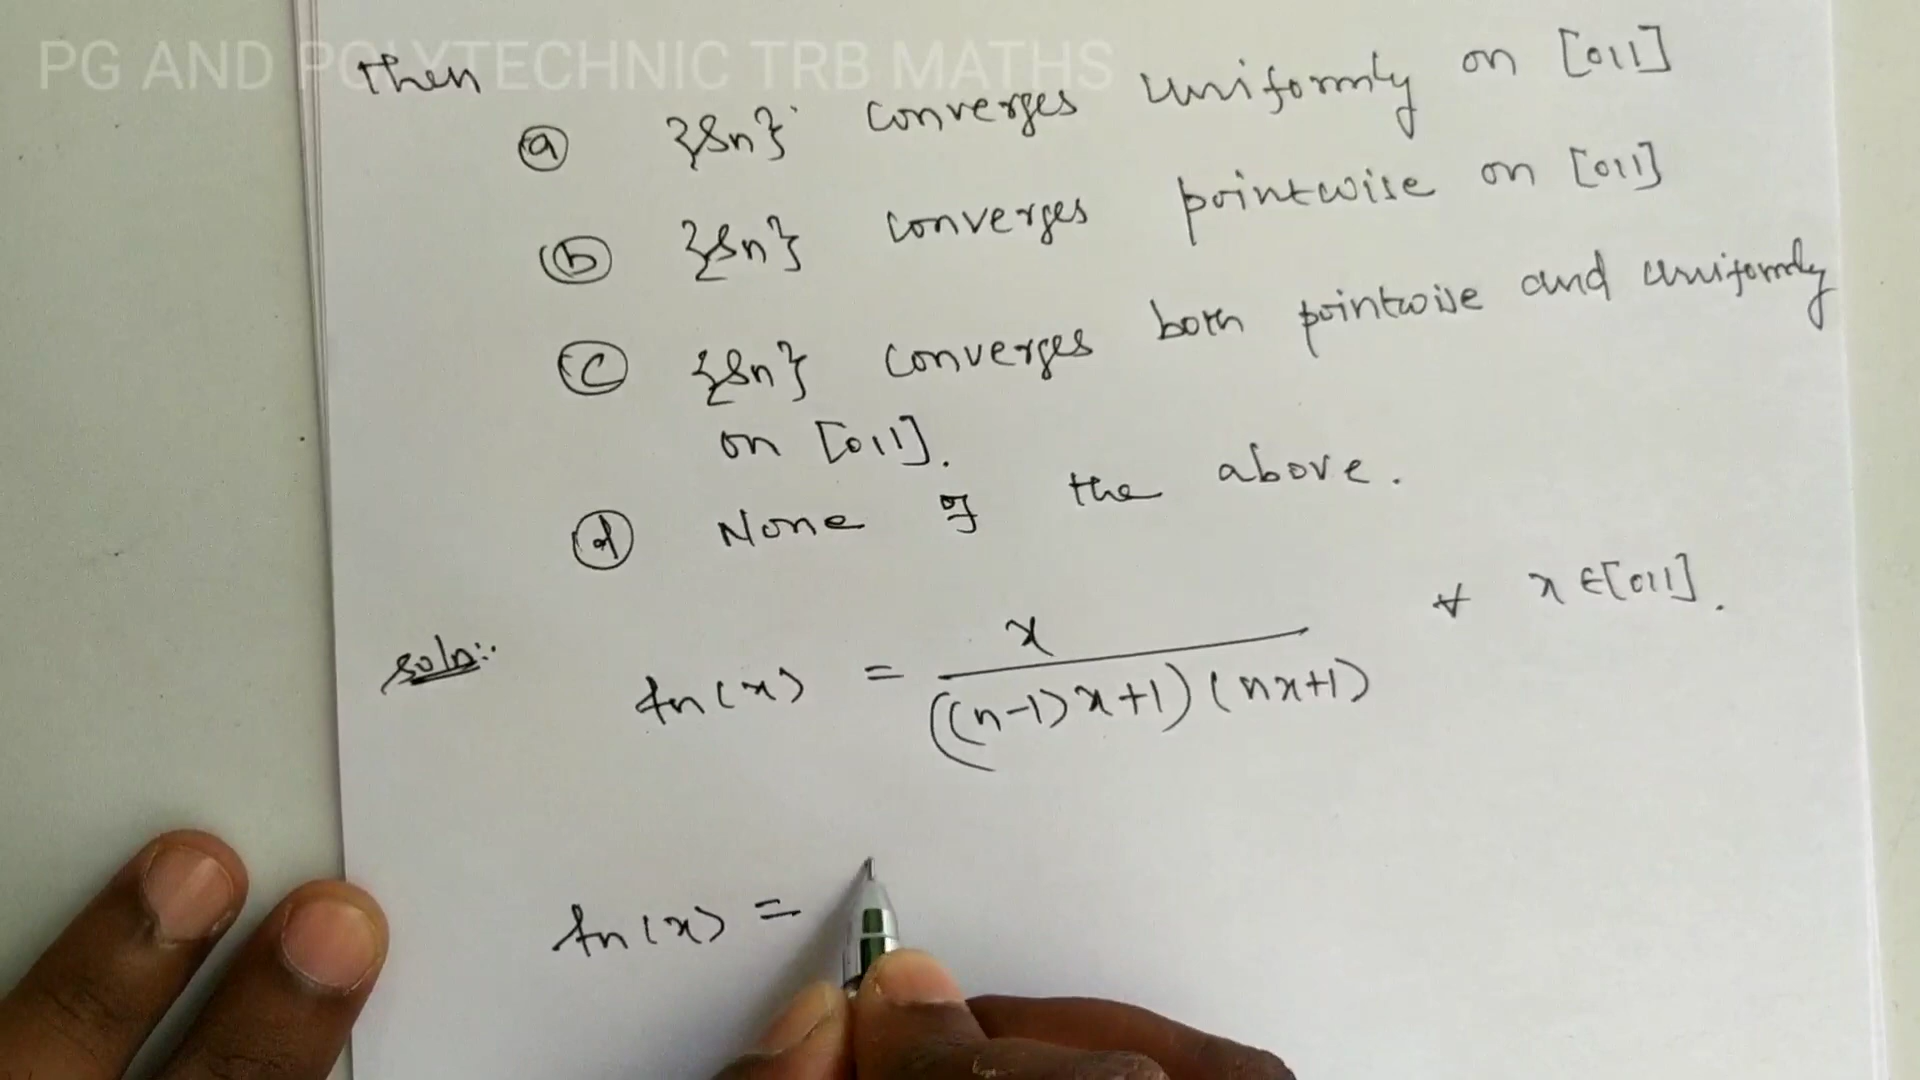 PG AND POLYTECHNIC TRB MATHS
Then
ⓐ {Sn} converges uniformly on [0,1]
ⓑ {Sn} converges pointwise on [0,1]
ⓒ {Sn} converges both pointwise and uniformly
on [0,1].
ⓓ None of the above.
Soln:- fn(x) = x / ((n-1)x+1)(nx+1) ∀ x∈[0,1].
fn(x) =